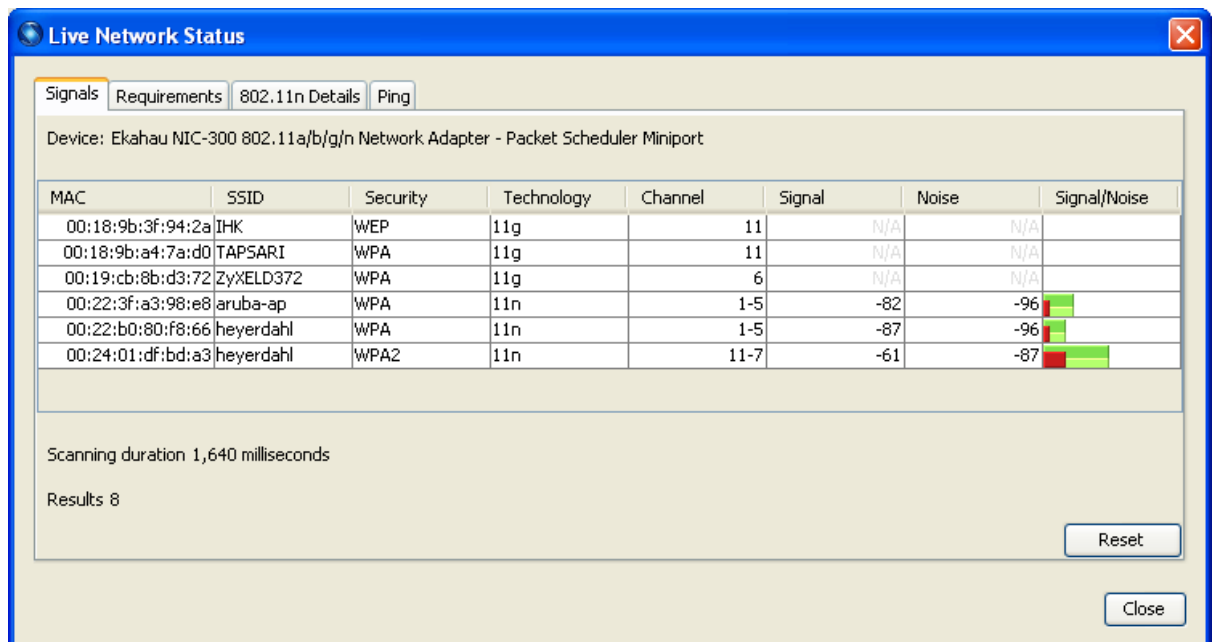 Live Network Status
Signals Requirements 802.11n Details Ping
Device: Ekahau NIC-300 802.11a/b/g/n Network Adapter - Packet Scheduler Miniport
MAC SSID Security Technology Channel Signal Noise Signal/Noise
00:18:9b:3f:94:2a IHK WEP 11g 11 N/A N/A
00:18:9b:a4:7a:d0 TAPSARI WPA 11g 11 N/A N/A
00:19:cb:8b:d3:72 ZyXELD372 WPA 11g 6 N/A N/A
00:22:3f:a3:98:e8 aruba-ap WPA 11n 1-5 -82 -96
00:22:b0:80:f8:66 heyerdahl WPA 11n 1-5 -87 -96
00:24:01:df:bd:a3 heyerdahl WPA2 11n 11-7 -61 -87
Scanning duration 1,640 milliseconds
Results 8
Reset
Close